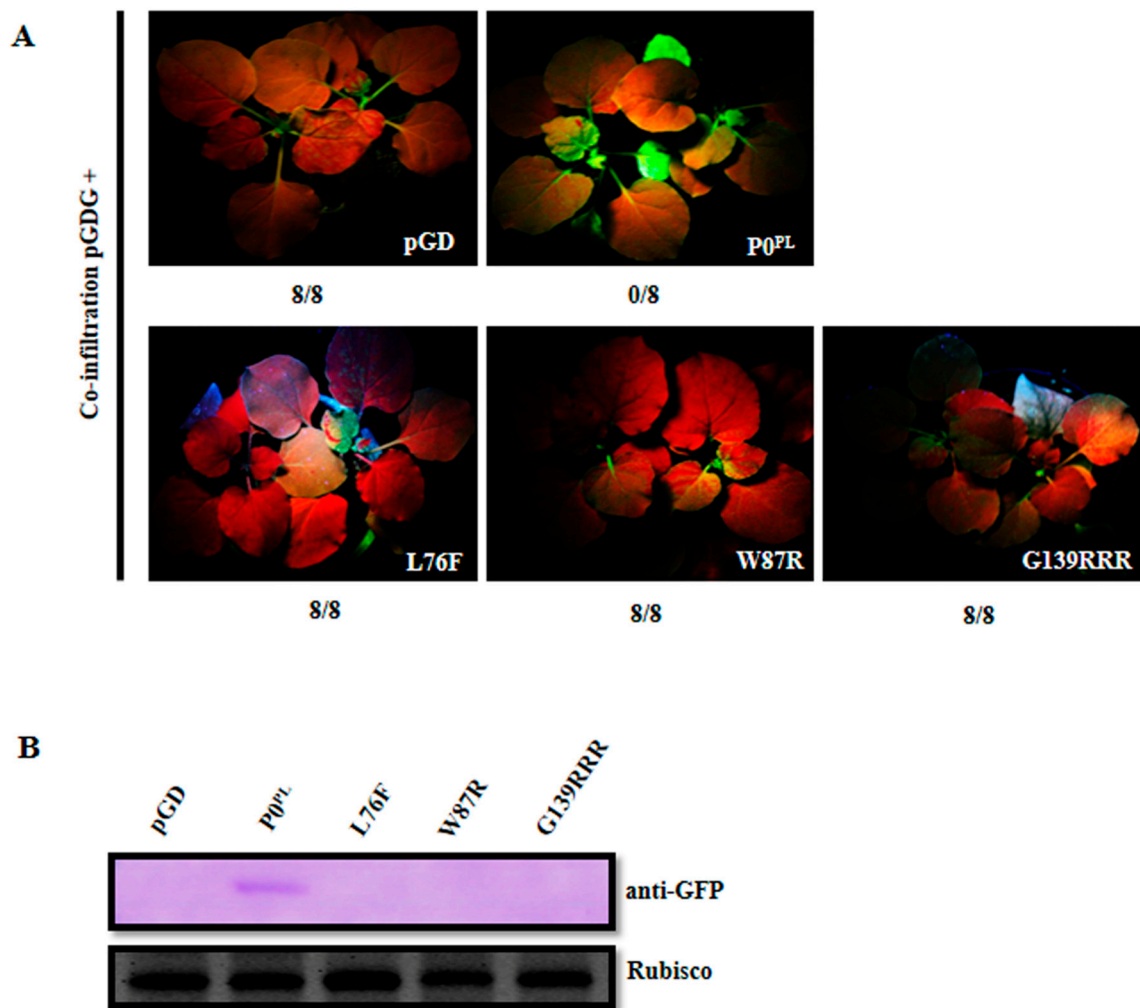 A
Co-infiltration pGDG +
pGD
P0ᴾᴸ
8/8
0/8
L76F
W87R
G139RRR
8/8
8/8
8/8
B
pGD
P0ᴾᴸ
L76F
W87R
G139RRR
anti-GFP
Rubisco